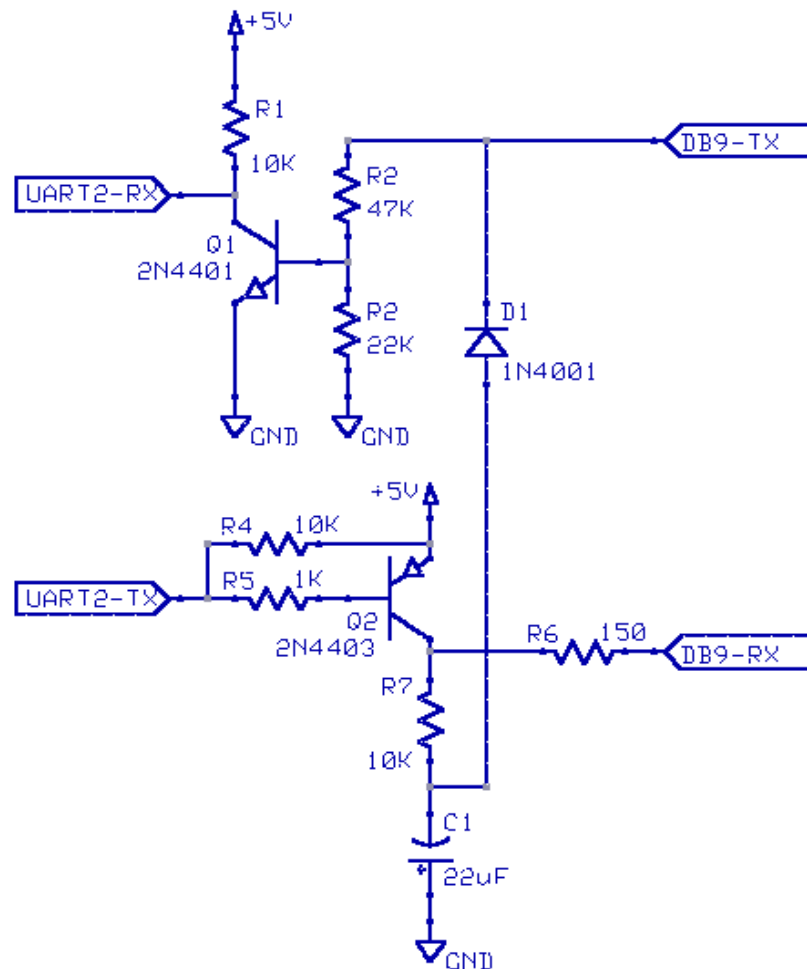 +5V
R1
10K
UART2-RX
DB9-TX
R2
47K
Q1
2N4401
R2
22K
D1
1N4001
GND
GND
+5V
R4 10K
UART2-TX
R5 1K
Q2
2N4403
R6 150
DB9-RX
R7
10K
C1
+
22uF
GND